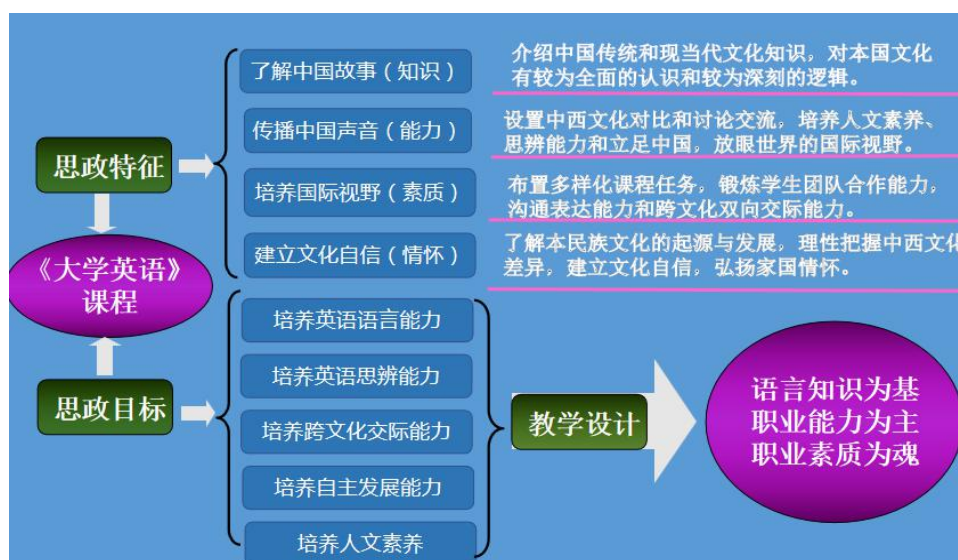 了解中国故事（知识）
介绍中国传统和现当代文化知识，对本国文化
有较为全面的认识和较为深刻的逻辑。
传播中国声音（能力）
设置中西文化对比和讨论交流，培养人文素养、
思辨能力和立足中国，放眼世界的国际视野。
思政特征
培养国际视野（素质）
布置多样化课程任务，锻炼学生团队合作能力，
沟通表达能力和跨文化双向交际能力。
建立文化自信（情怀）
了解本民族文化的起源与发展，理性把握中西文化
差异，建立文化自信，弘扬家国情怀。
《大学英语》
课程
培养英语语言能力
培养英语思辨能力
思政目标
培养跨文化交际能力
培养自主发展能力
培养人文素养
教学设计
语言知识为基
职业能力为主
职业素质为魂